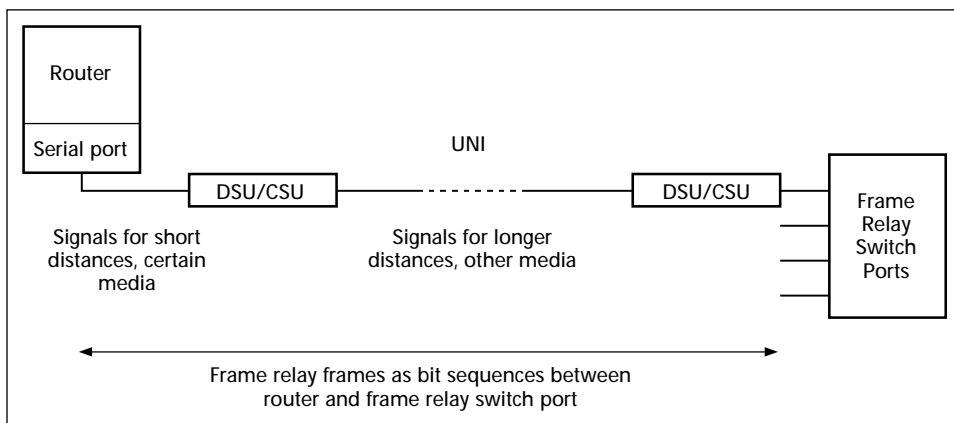 Router
Serial port
UNI
DSU/CSU
DSU/CSU
Frame
Relay
Switch
Ports
Signals for short
distances, certain
media
Signals for longer
distances, other media
Frame relay frames as bit sequences between
router and frame relay switch port